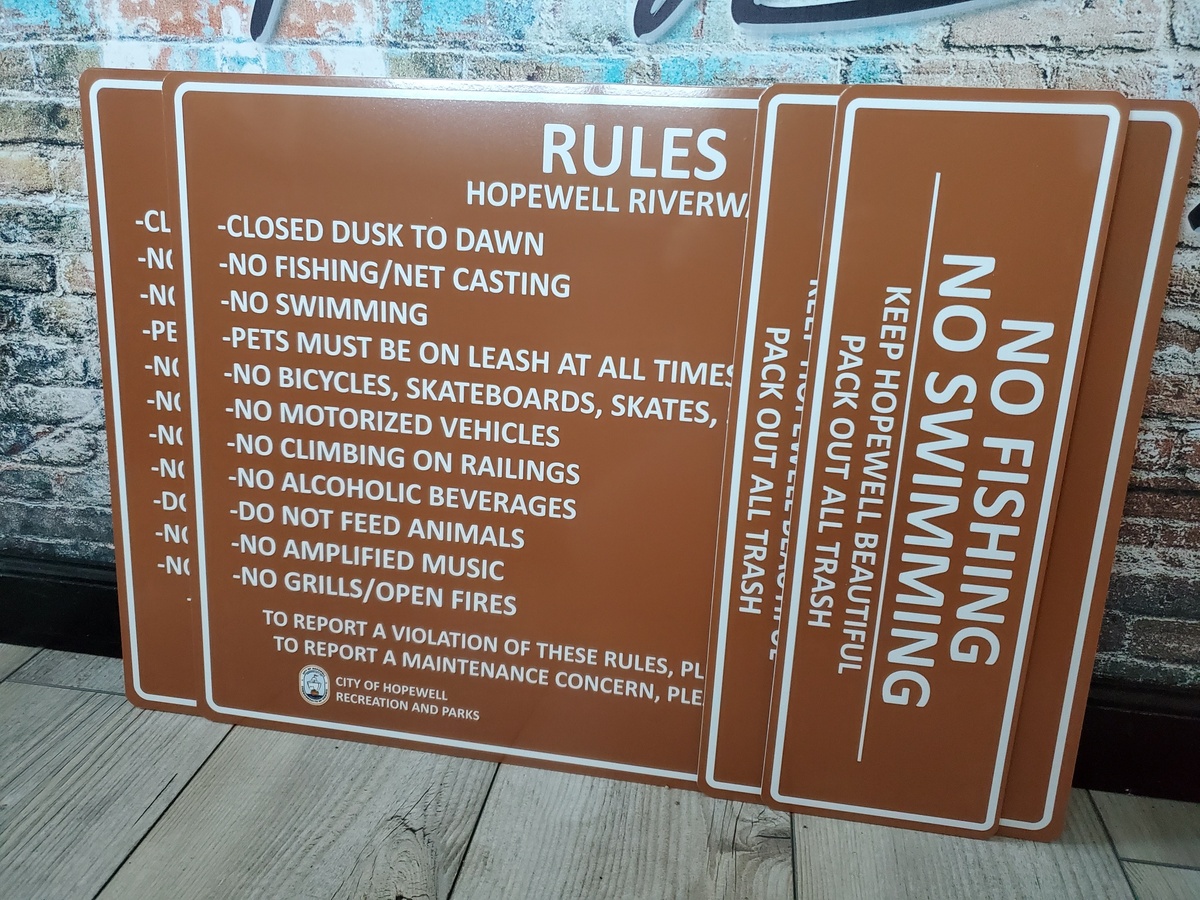 RULES
HOPEWELL
-CLOSED DUSK TO DAWN
-NO FISHING/NET CASTING
-NO SWIMMING
-PETS MUST BE ON LEASH AT ALL TIMES
-NO BICYCLES, SKATEBOARDS, SKATES,
-NO MOTORIZED VEHICLES
-NO CLIMBING ON RAILINGS
-NO ALCOHOLIC BEVERAGES
-DO NOT FEED ANIMALS
-NO AMPLIFIED MUSIC
-NO GRILLS/OPEN FIRES
TO REPORT A VIOLATION OF THESE RULES,
TO REPORT A MAINTENANCE CONCERN,
CITY OF HOPEWELL
RECREATION AND PARKS
PACK OUT ALL TRASH
NO FISHING
NO SWIMMING
KEEP HOPEWELL BEAUTIFUL
PACK OUT ALL TRASH